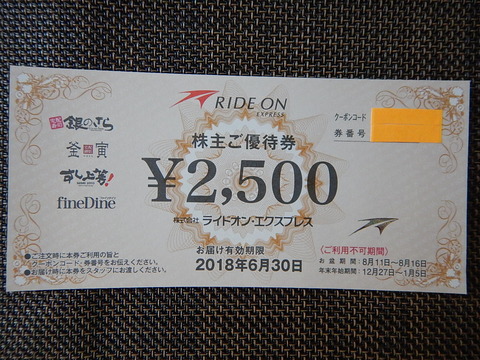 RIDE ON
EXPRESS
クーポンコード
券番号
銀のさら
釜寅
すし上等!
fineDine
株主ご優待券
¥2,500
株式会社 ライドオン・エクスプレス
お届け有効期限
2018年6月30日
●ご注文時に本券ご利用の旨と
クーポンコード、券番号をお伝えください。
●お届け時に本券をスタッフにお渡しください。
〈ご利用不可期間〉
お盆期間:8月11日〜8月16日
年末年始期間:12月27日〜1月5日